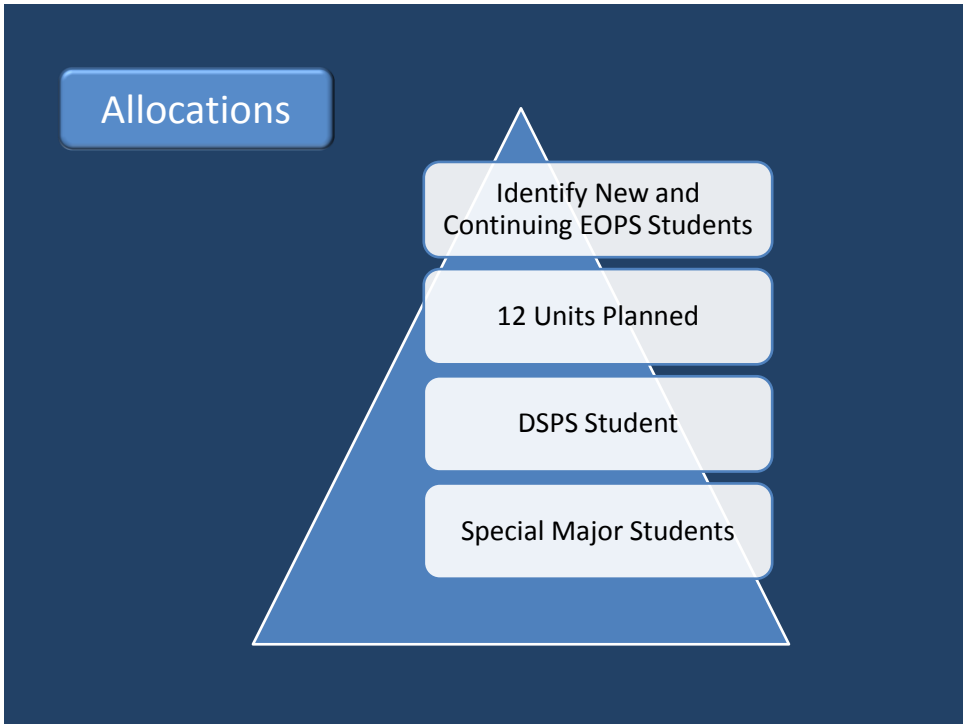 Allocations
Identify New and
Continuing EOPS Students
12 Units Planned
DSPS Student
Special Major Students